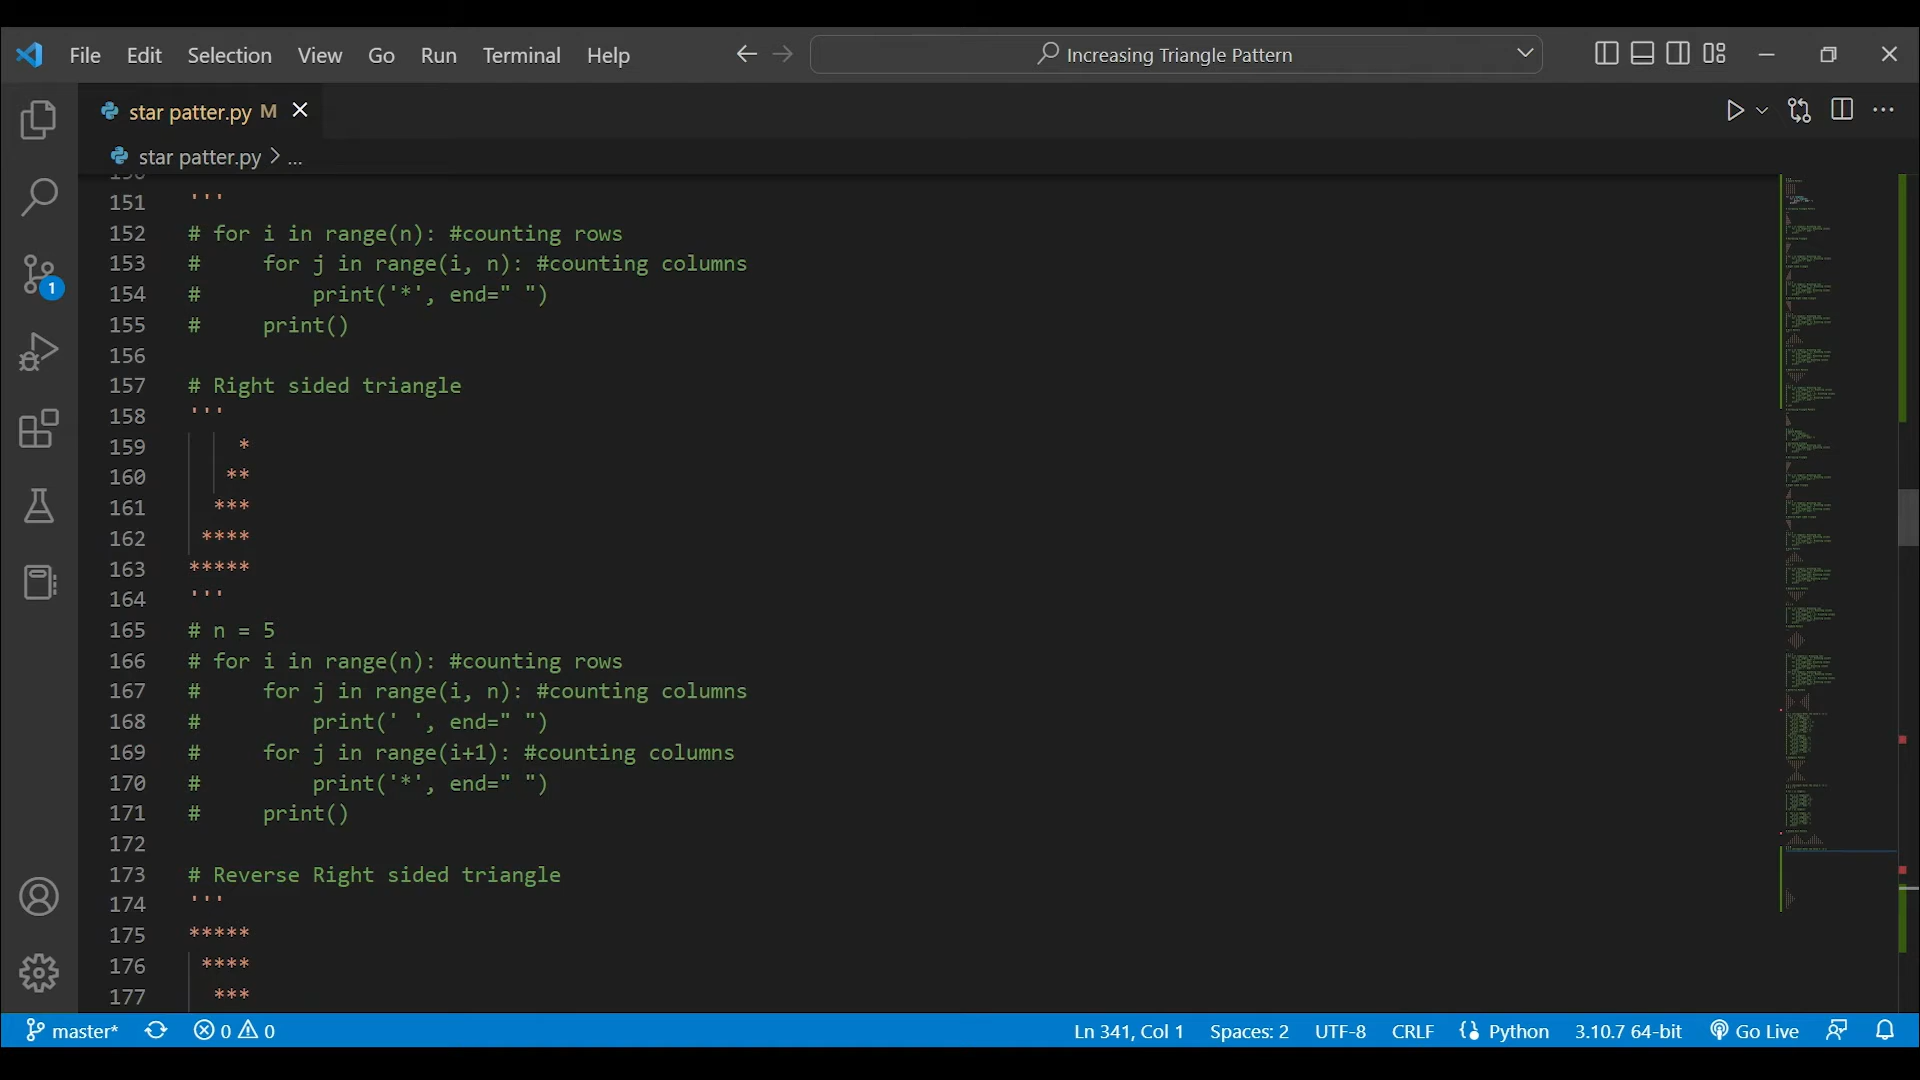 File Edit Selection View Go Run Terminal Help Increasing Triangle Pattern
star patter.py M
star patter.py > ...
151 '''
152 # for i in range(n): #counting rows
153 #     for j in range(i, n): #counting columns
154 #         print('*', end=" ")
155 #     print()
156
157 # Right sided triangle
158 '''
159     *
160    **
161   ***
162  ****
163 *****
164 '''
165 # n = 5
166 # for i in range(n): #counting rows
167 #     for j in range(i, n): #counting columns
168 #         print(' ', end=" ")
169 #     for j in range(i+1): #counting columns
170 #         print('*', end=" ")
171 #     print()
172
173 # Reverse Right sided triangle
174 '''
175 *****
176  ****
177   ***
1
master* 0 0 Ln 341, Col 1 Spaces: 2 UTF-8 CRLF Python 3.10.7 64-bit Go Live